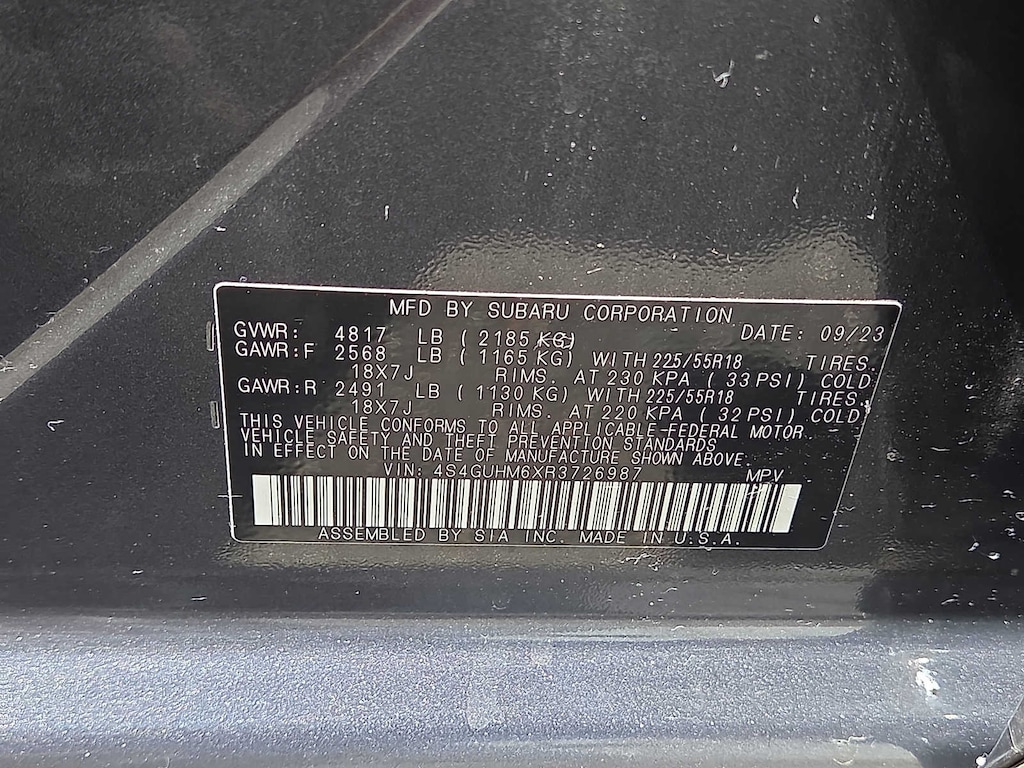 MFD BY SUBARU CORPORATION
GVWR: 4817 LB ( 2185 KG) DATE: 09/23
GAWR:F 2568 LB ( 1165 KG) WITH 225/55R18 TIRES.
18X7J RIMS. AT 230 KPA ( 33 PSI) COLD
GAWR:R 2491 LB ( 1130 KG) WITH 225/55R18 TIRES.
18X7J RIMS. AT 220 KPA ( 32 PSI) COLD
THIS VEHICLE CONFORMS TO ALL APPLICABLE-FEDERAL MOTOR
VEHICLE SAFETY AND THEFT PREVENTION STANDARDS
IN EFFECT ON THE DATE OF MANUFACTURE SHOWN ABOVE.
VIN: 4S4GUHM6XR3726987 MPV
ASSEMBLED BY SIA INC. MADE IN U.S.A.